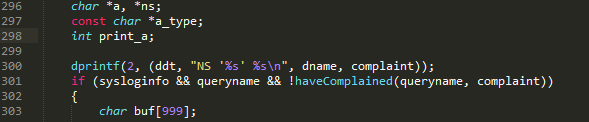 296 char *a, *ns;
297 const char *a_type;
298 int print_a;
299
300 dprintf(2, (ddt, "NS '%s' %s\n", dname, complaint));
301 if (sysloginfo && queryname && !haveComplained(queryname, complaint))
302 {
303 char buf[999];